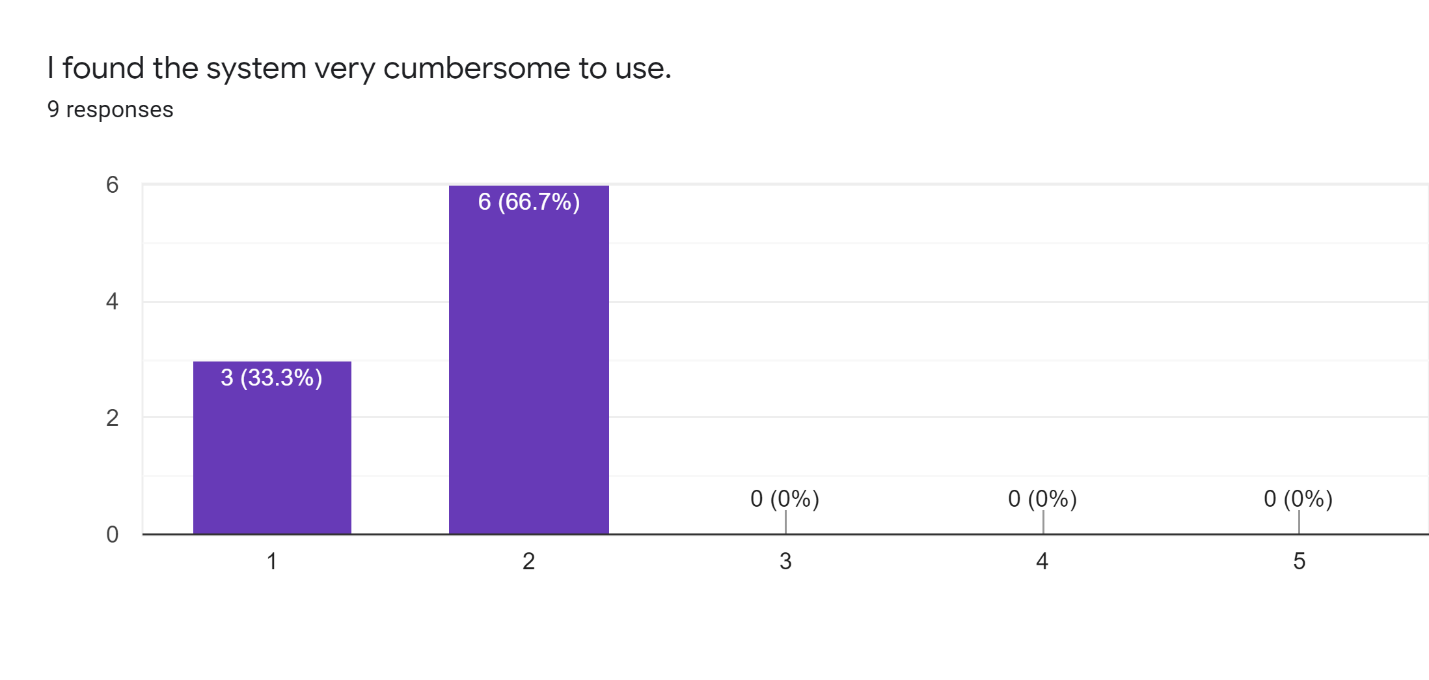 I found the system very cumbersome to use.
9 responses
6
6 (66.7%)
4
3 (33.3%)
2
0 (0%) 0 (0%) 0 (0%)
0
1 2 3 4 5